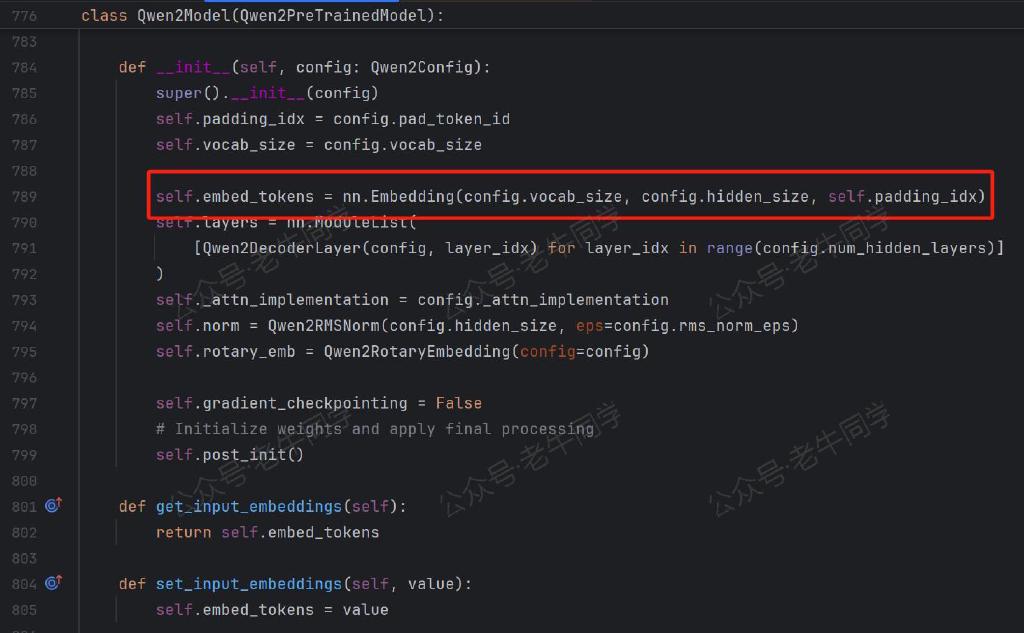 776 class Qwen2Model(Qwen2PreTrainedModel):
783
784 def __init__(self, config: Qwen2Config):
785 super().__init__(config)
786 self.padding_idx = config.pad_token_id
787 self.vocab_size = config.vocab_size
788
789 self.embed_tokens = nn.Embedding(config.vocab_size, config.hidden_size, self.padding_idx)
790 self.layers = nn.ModuleList(
791 [Qwen2DecoderLayer(config, layer_idx) for layer_idx in range(config.num_hidden_layers)]
792 )
793 self._attn_implementation = config._attn_implementation
794 self.norm = Qwen2RMSNorm(config.hidden_size, eps=config.rms_norm_eps)
795 self.rotary_emb = Qwen2RotaryEmbedding(config=config)
796
797 self.gradient_checkpointing = False
798 # Initialize weights and apply final processing
799 self.post_init()
800
801 def get_input_embeddings(self):
802 return self.embed_tokens
803
804 def set_input_embeddings(self, value):
805 self.embed_tokens = value
公众号·老牛同学
公众号·老牛同学
公众号·老牛同学
公众号·老牛同学
公众号·老牛同学
公众号·老牛同学